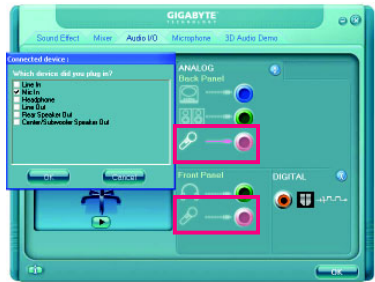 GIGABYTE
TECHNOLOGY
Sound Effect Mixer Audio I/O Microphone 3D Audio Demo
Connected device :
Which device did you plug in?
Line In
Mic In
Headphone
Line Out
Rear Speaker Out
Center/Subwoofer Speaker Out
OK Cancel
ANALOG
Back Panel
Front Panel
DIGITAL
OK